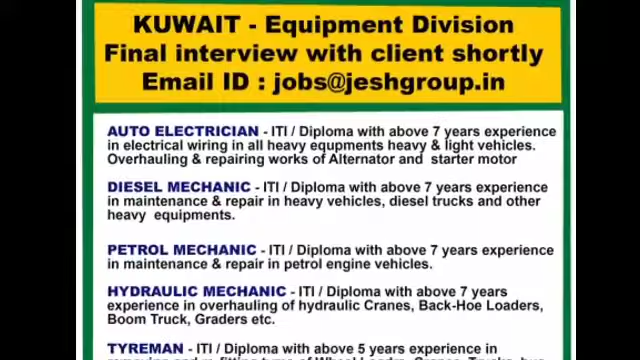 KUWAIT - Equipment Division
Final interview with client shortly
Email ID : jobs@jeshgroup.in
AUTO ELECTRICIAN - ITI / Diploma with above 7 years experience
in electrical wiring in all heavy equpments heavy & light vehicles.
Overhauling & repairing works of Alternator and starter motor
DIESEL MECHANIC - ITI / Diploma with above 7 years experience
in maintenance & repair in heavy vehicles, diesel trucks and other
heavy equipments.
PETROL MECHANIC - ITI / Diploma with above 7 years experience
in maintenance & repair in petrol engine vehicles.
HYDRAULIC MECHANIC - ITI / Diploma with above 7 years
experience in overhauling of hydraulic Cranes, Back-Hoe Loaders,
Boom Truck, Graders etc.
TYREMAN - ITI / Diploma with above 5 years experience in